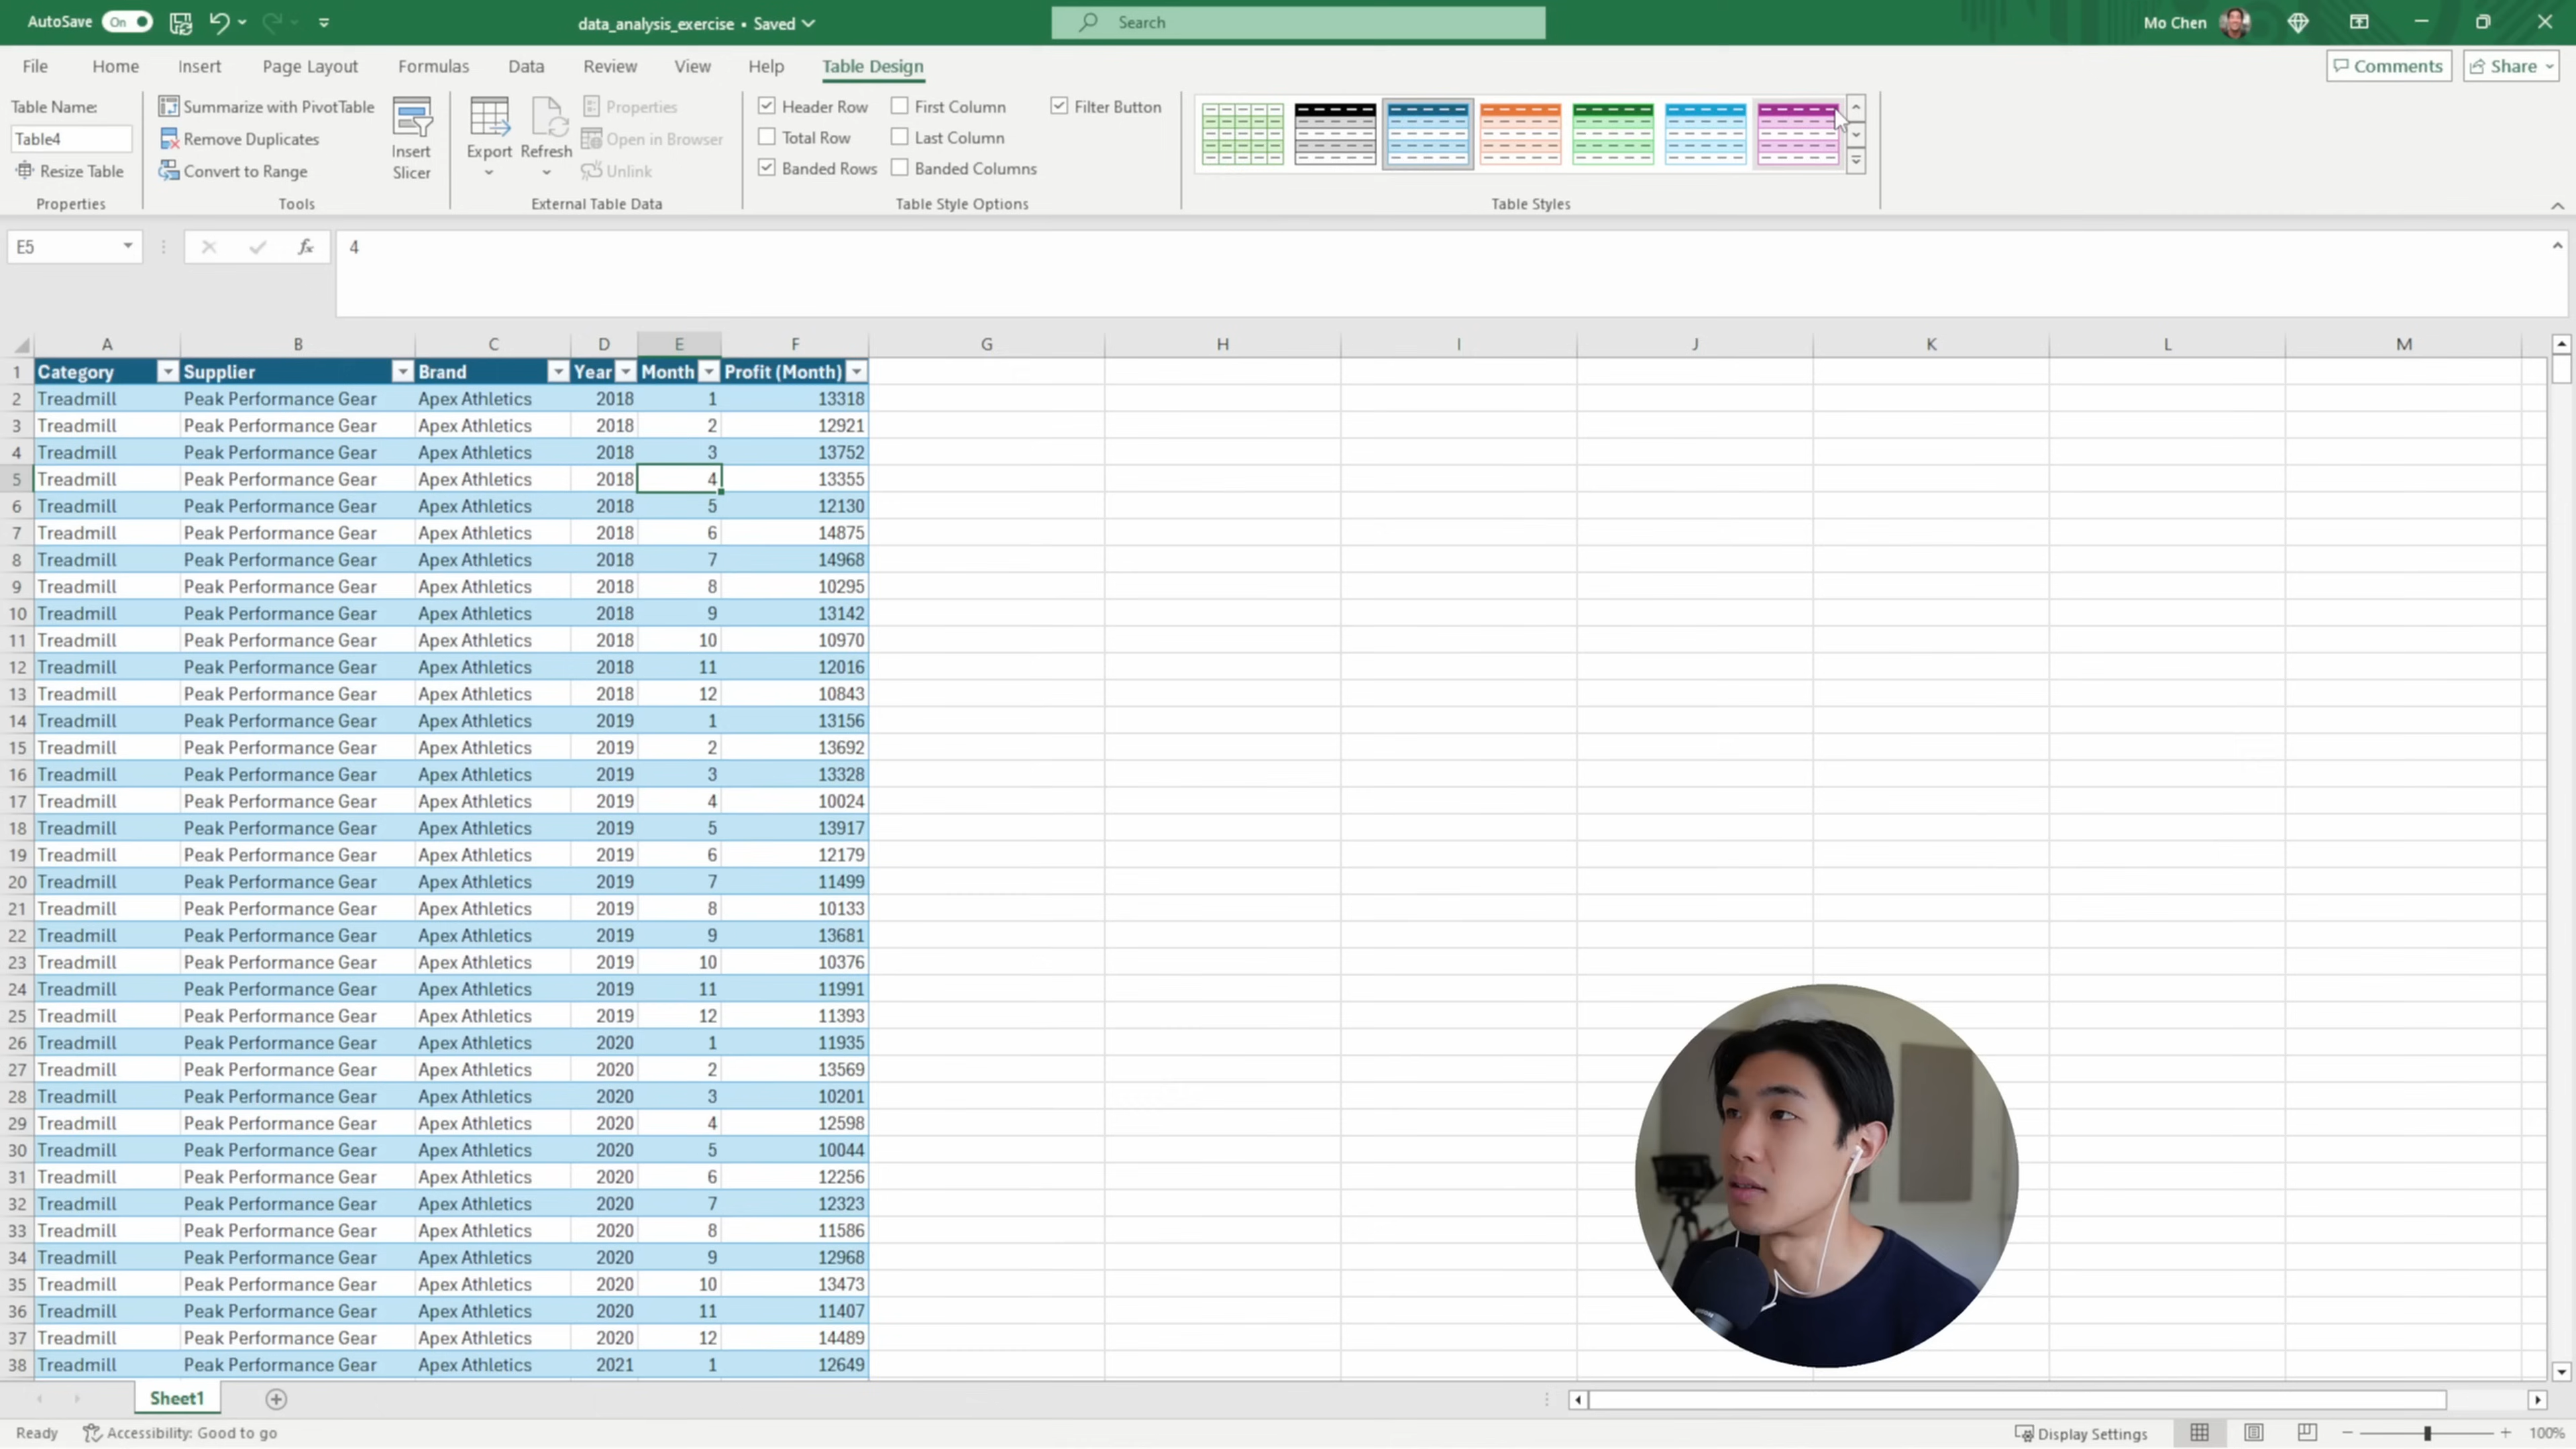 AutoSave On data_analysis_exercise • Saved Search Mo Chen
File Home Insert Page Layout Formulas Data Review View Help Table Design Comments Share
Table Name:
Table4
Resize Table
Properties
Summarize with PivotTable
Remove Duplicates
Convert to Range
Insert
Slicer
Tools
Export Refresh
Properties
Open in Browser
Unlink
External Table Data
Header Row First Column Filter Button
Total Row Last Column
Banded Rows Banded Columns
Table Style Options
Table Styles
E5 fx 4
A B C D E F G H I J K L M
1 Category Supplier Brand Year Month Profit (Month)
2 Treadmill Peak Performance Gear Apex Athletics 2018 1 13318
3 Treadmill Peak Performance Gear Apex Athletics 2018 2 12921
4 Treadmill Peak Performance Gear Apex Athletics 2018 3 13752
5 Treadmill Peak Performance Gear Apex Athletics 2018 4 13355
6 Treadmill Peak Performance Gear Apex Athletics 2018 5 12130
7 Treadmill Peak Performance Gear Apex Athletics 2018 6 14875
8 Treadmill Peak Performance Gear Apex Athletics 2018 7 14968
9 Treadmill Peak Performance Gear Apex Athletics 2018 8 10295
10 Treadmill Peak Performance Gear Apex Athletics 2018 9 13142
11 Treadmill Peak Performance Gear Apex Athletics 2018 10 10970
12 Treadmill Peak Performance Gear Apex Athletics 2018 11 12016
13 Treadmill Peak Performance Gear Apex Athletics 2018 12 10843
14 Treadmill Peak Performance Gear Apex Athletics 2019 1 13156
15 Treadmill Peak Performance Gear Apex Athletics 2019 2 13692
16 Treadmill Peak Performance Gear Apex Athletics 2019 3 13328
17 Treadmill Peak Performance Gear Apex Athletics 2019 4 10024
18 Treadmill Peak Performance Gear Apex Athletics 2019 5 13917
19 Treadmill Peak Performance Gear Apex Athletics 2019 6 12179
20 Treadmill Peak Performance Gear Apex Athletics 2019 7 11499
21 Treadmill Peak Performance Gear Apex Athletics 2019 8 10133
22 Treadmill Peak Performance Gear Apex Athletics 2019 9 13681
23 Treadmill Peak Performance Gear Apex Athletics 2019 10 10376
24 Treadmill Peak Performance Gear Apex Athletics 2019 11 11991
25 Treadmill Peak Performance Gear Apex Athletics 2019 12 11393
26 Treadmill Peak Performance Gear Apex Athletics 2020 1 11935
27 Treadmill Peak Performance Gear Apex Athletics 2020 2 13569
28 Treadmill Peak Performance Gear Apex Athletics 2020 3 10201
29 Treadmill Peak Performance Gear Apex Athletics 2020 4 12598
30 Treadmill Peak Performance Gear Apex Athletics 2020 5 10044
31 Treadmill Peak Performance Gear Apex Athletics 2020 6 12256
32 Treadmill Peak Performance Gear Apex Athletics 2020 7 12323
33 Treadmill Peak Performance Gear Apex Athletics 2020 8 11586
34 Treadmill Peak Performance Gear Apex Athletics 2020 9 12968
35 Treadmill Peak Performance Gear Apex Athletics 2020 10 13473
36 Treadmill Peak Performance Gear Apex Athletics 2020 11 11407
37 Treadmill Peak Performance Gear Apex Athletics 2020 12 14489
38 Treadmill Peak Performance Gear Apex Athletics 2021 1 12649
Sheet1
Ready Accessibility: Good to go Display Settings 100%